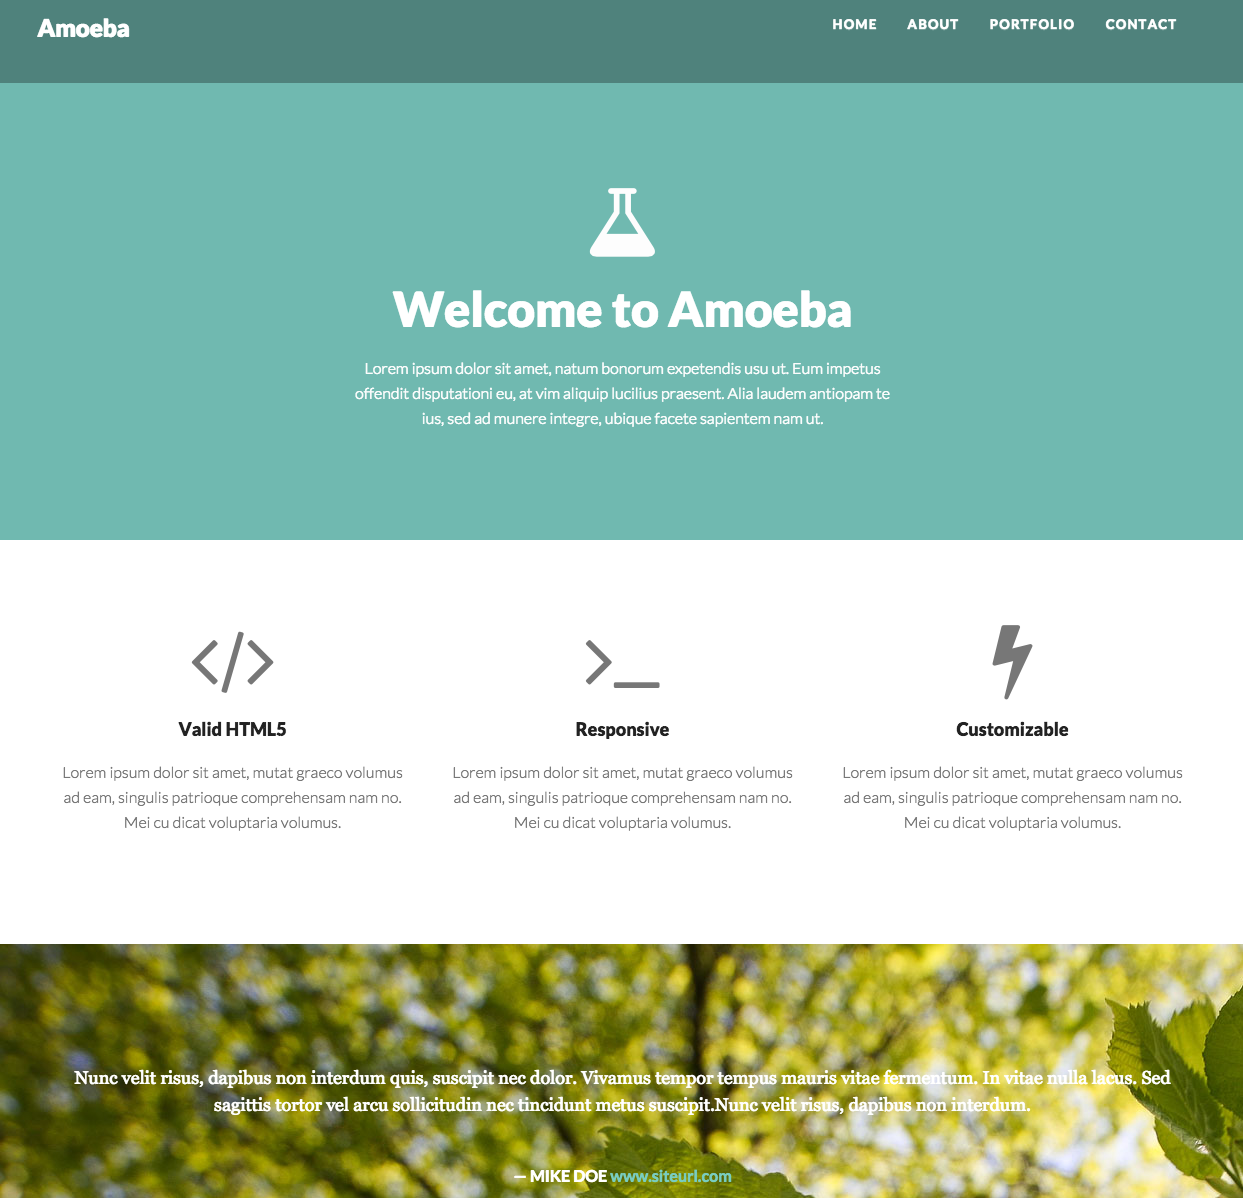 Amoeba
HOME ABOUT PORTFOLIO CONTACT
Welcome to Amoeba
Lorem ipsum dolor sit amet, natum bonorum expetendis usu ut. Eum impetus
offendit disputationi eu, at vim aliquip lucilius praesent. Alia laudem antiopam te
ius, sed ad munere integre, ubique facete sapientem nam ut.
Valid HTML5
Lorem ipsum dolor sit amet, mutat graeco volumus
ad eam, singulis patrioque comprehensam nam no.
Mei cu dicat voluptaria volumus.
Responsive
Lorem ipsum dolor sit amet, mutat graeco volumus
ad eam, singulis patrioque comprehensam nam no.
Mei cu dicat voluptaria volumus.
Customizable
Lorem ipsum dolor sit amet, mutat graeco volumus
ad eam, singulis patrioque comprehensam nam no.
Mei cu dicat voluptaria volumus.
Nunc velit risus, dapibus non interdum quis, suscipit nec dolor. Vivamus tempor tempus mauris vitae fermentum. In vitae nulla lacus. Sed
sagittis tortor vel arcu sollicitudin nec tincidunt metus suscipit.Nunc velit risus, dapibus non interdum.
— MIKE DOE www.siteurl.com